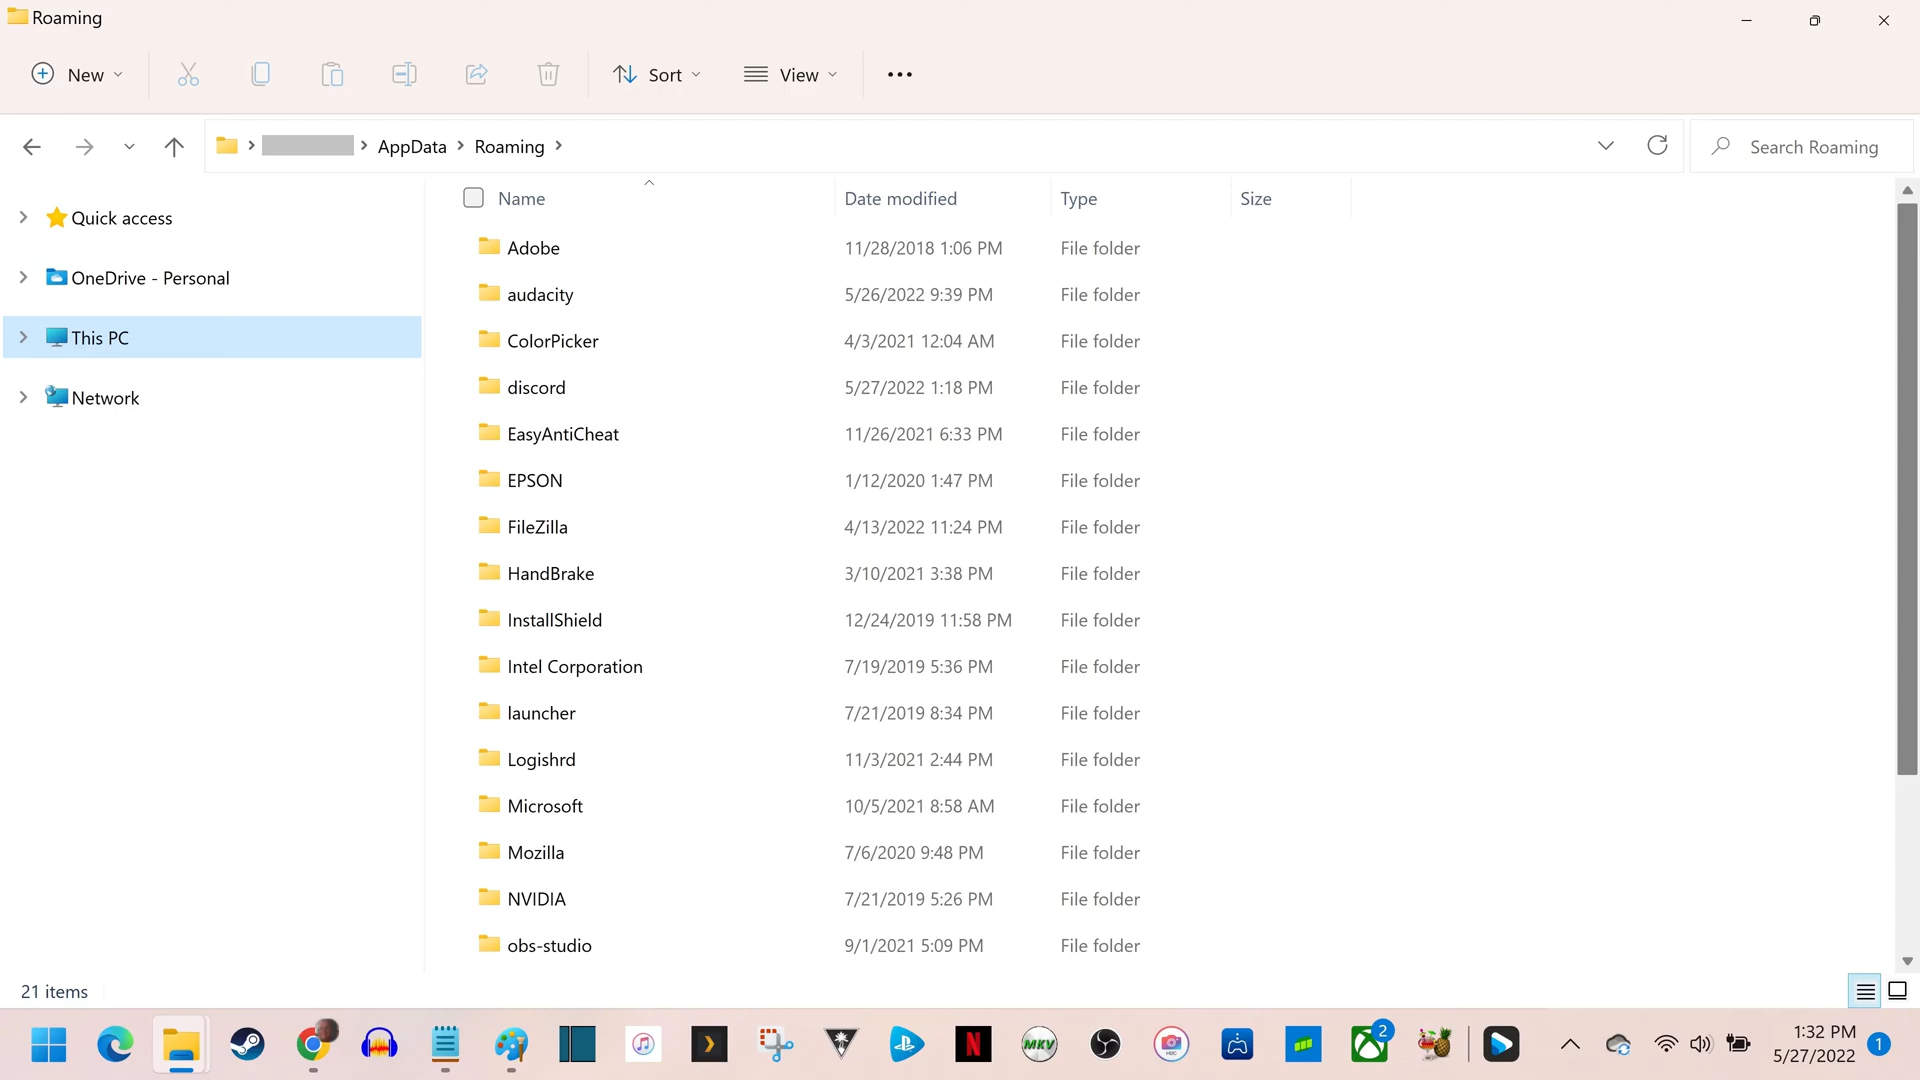 Roaming
New
Sort
View
AppData
Roaming
Search Roaming
Quick access
OneDrive - Personal
This PC
Network
Name Date modified Type Size
Adobe 11/28/2018 1:06 PM File folder
audacity 5/26/2022 9:39 PM File folder
ColorPicker 4/3/2021 12:04 AM File folder
discord 5/27/2022 1:18 PM File folder
EasyAntiCheat 11/26/2021 6:33 PM File folder
EPSON 1/12/2020 1:47 PM File folder
FileZilla 4/13/2022 11:24 PM File folder
HandBrake 3/10/2021 3:38 PM File folder
InstallShield 12/24/2019 11:58 PM File folder
Intel Corporation 7/19/2019 5:36 PM File folder
launcher 7/21/2019 8:34 PM File folder
Logishrd 11/3/2021 2:44 PM File folder
Microsoft 10/5/2021 8:58 AM File folder
Mozilla 7/6/2020 9:48 PM File folder
NVIDIA 7/21/2019 5:26 PM File folder
obs-studio 9/1/2021 5:09 PM File folder
21 items
N
MKV
2
1:32 PM
5/27/2022
1